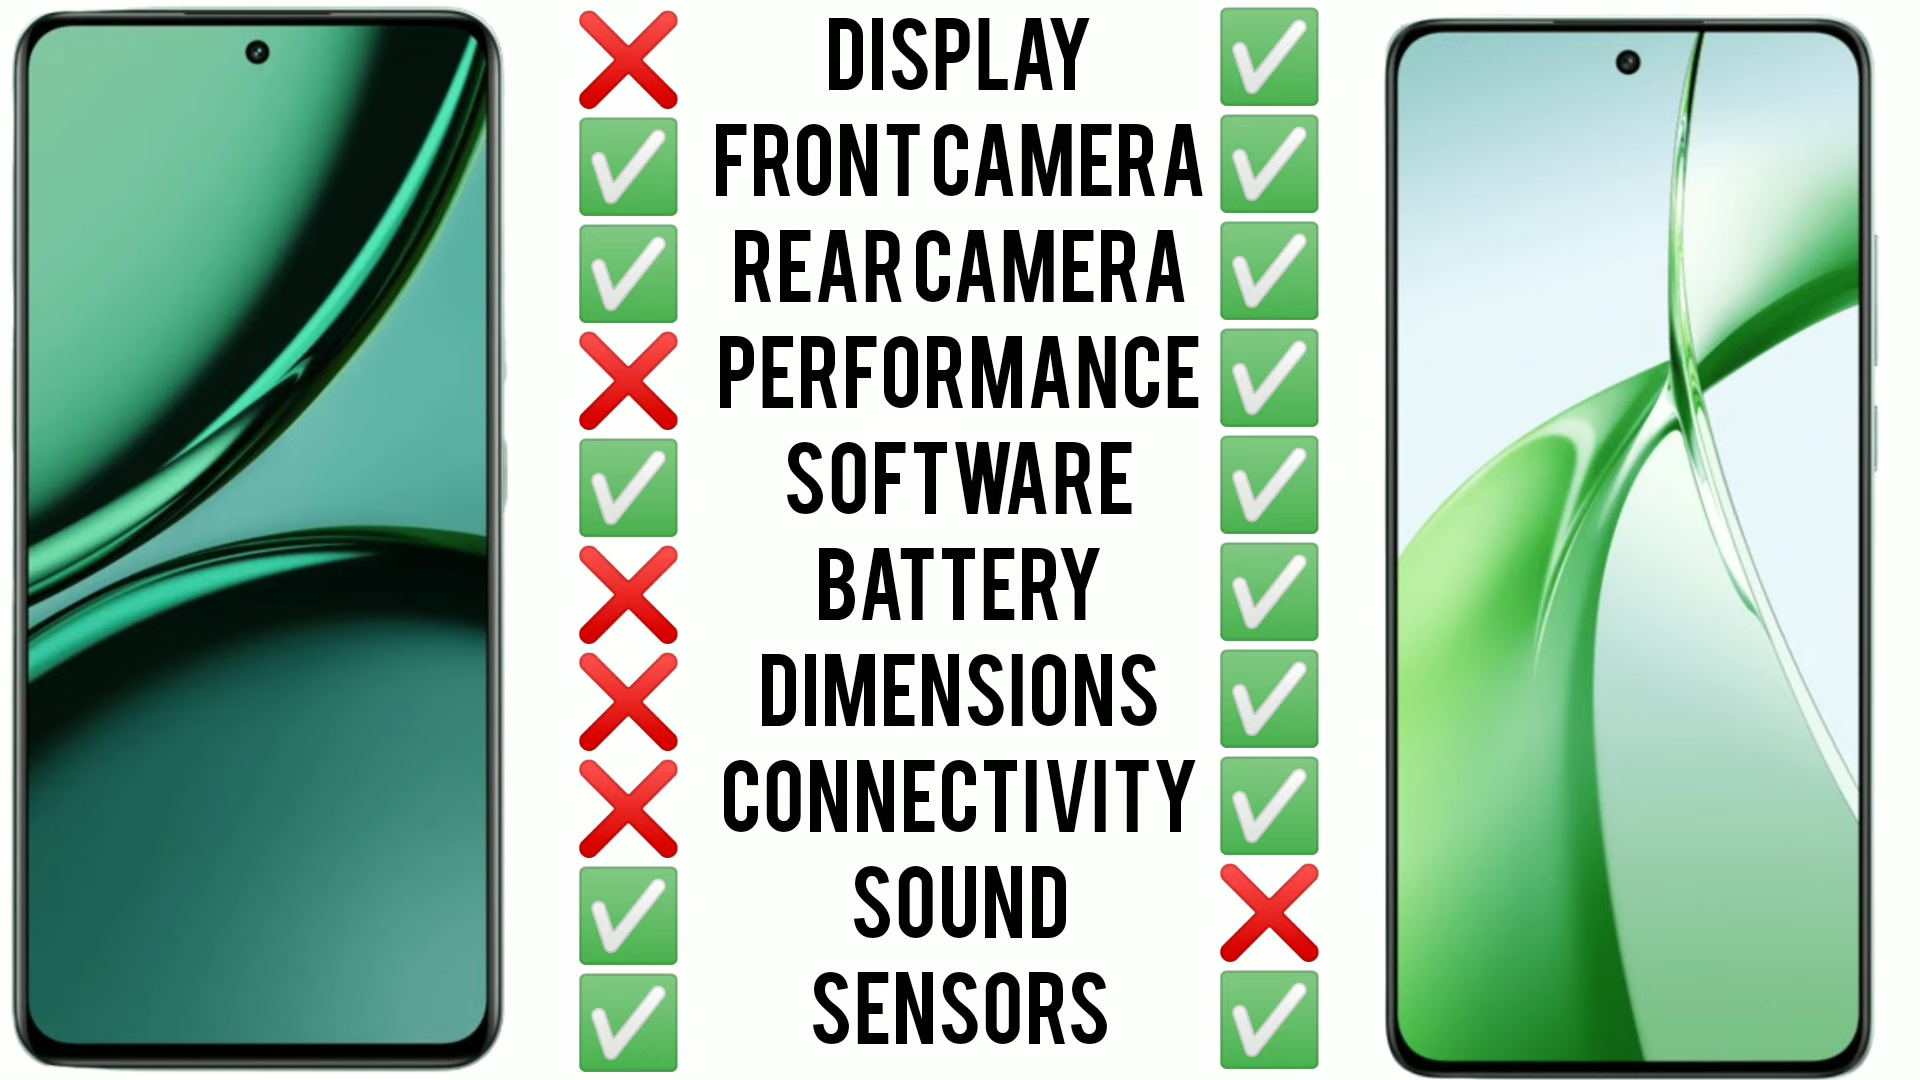 DISPLAY
FRONT CAMERA
REAR CAMERA
PERFORMANCE
SOFTWARE
BATTERY
DIMENSIONS
CONNECTIVITY
SOUND
SENSORS